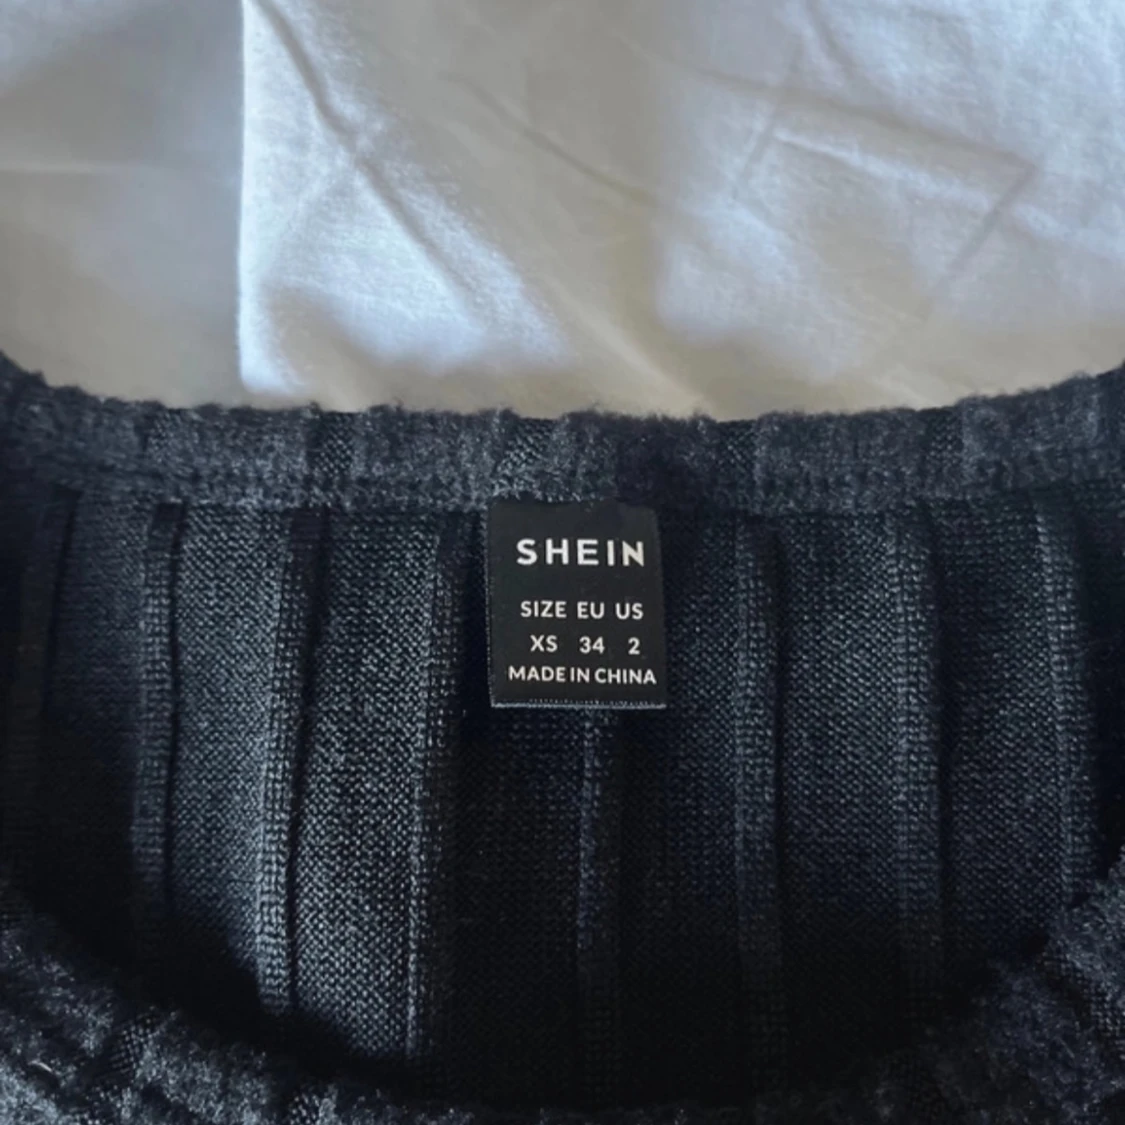 SHEIN
SIZE EU US
XS 34 2
MADE IN CHINA